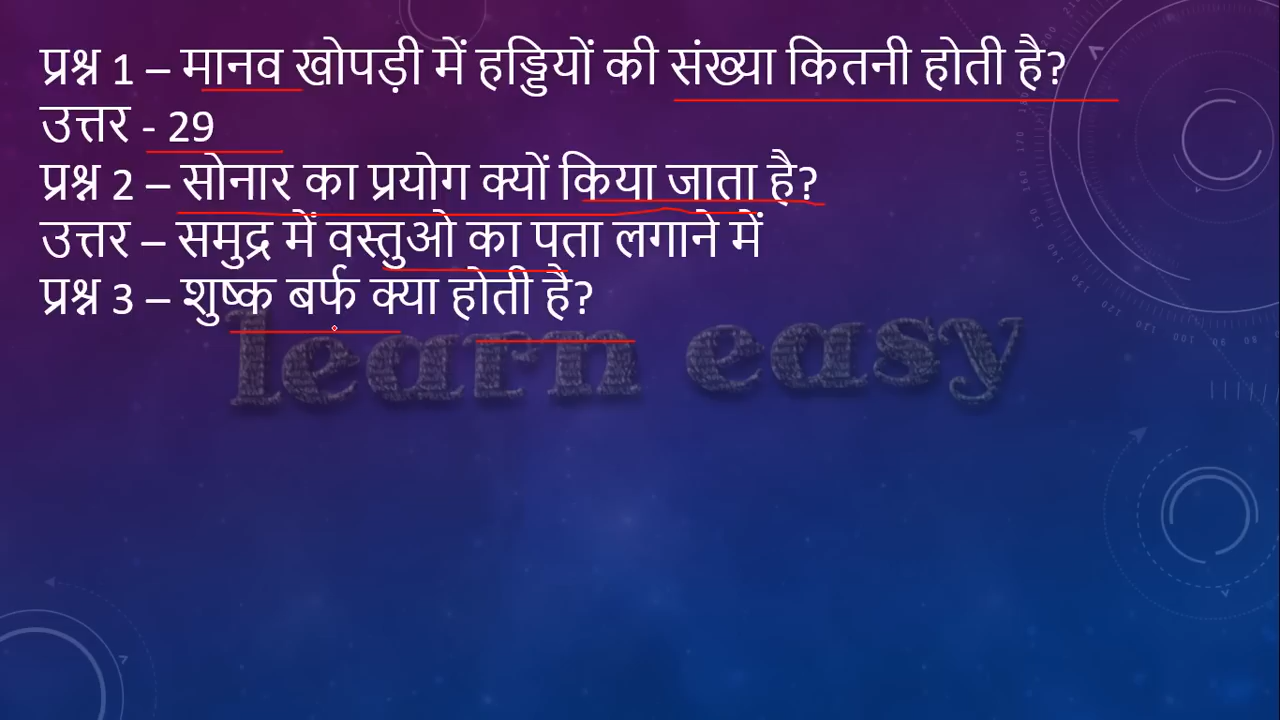 प्रश्न 1 – मानव खोपड़ी में हड्डियों की संख्या कितनी होती है?
उत्तर - 29
प्रश्न 2 – सोनार का प्रयोग क्यों किया जाता है?
उत्तर – समुद्र में वस्तुओ का पता लगाने में
प्रश्न 3 – शुष्क बर्फ क्या होती है?
learn easy